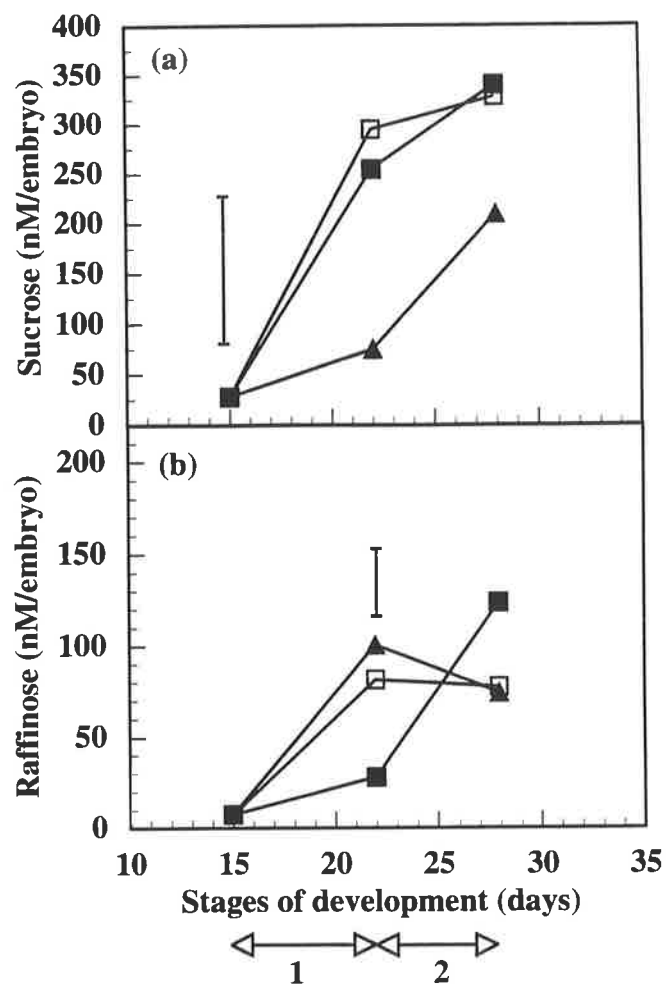 400
(a)
350
300
250
200
150
100
50
0
Sucrose (nM/embryo)
200
(b)
150
100
50
0
Raffinose (nM/embryo)
10 15 20 25 30 35
Stages of development (days)
1 2